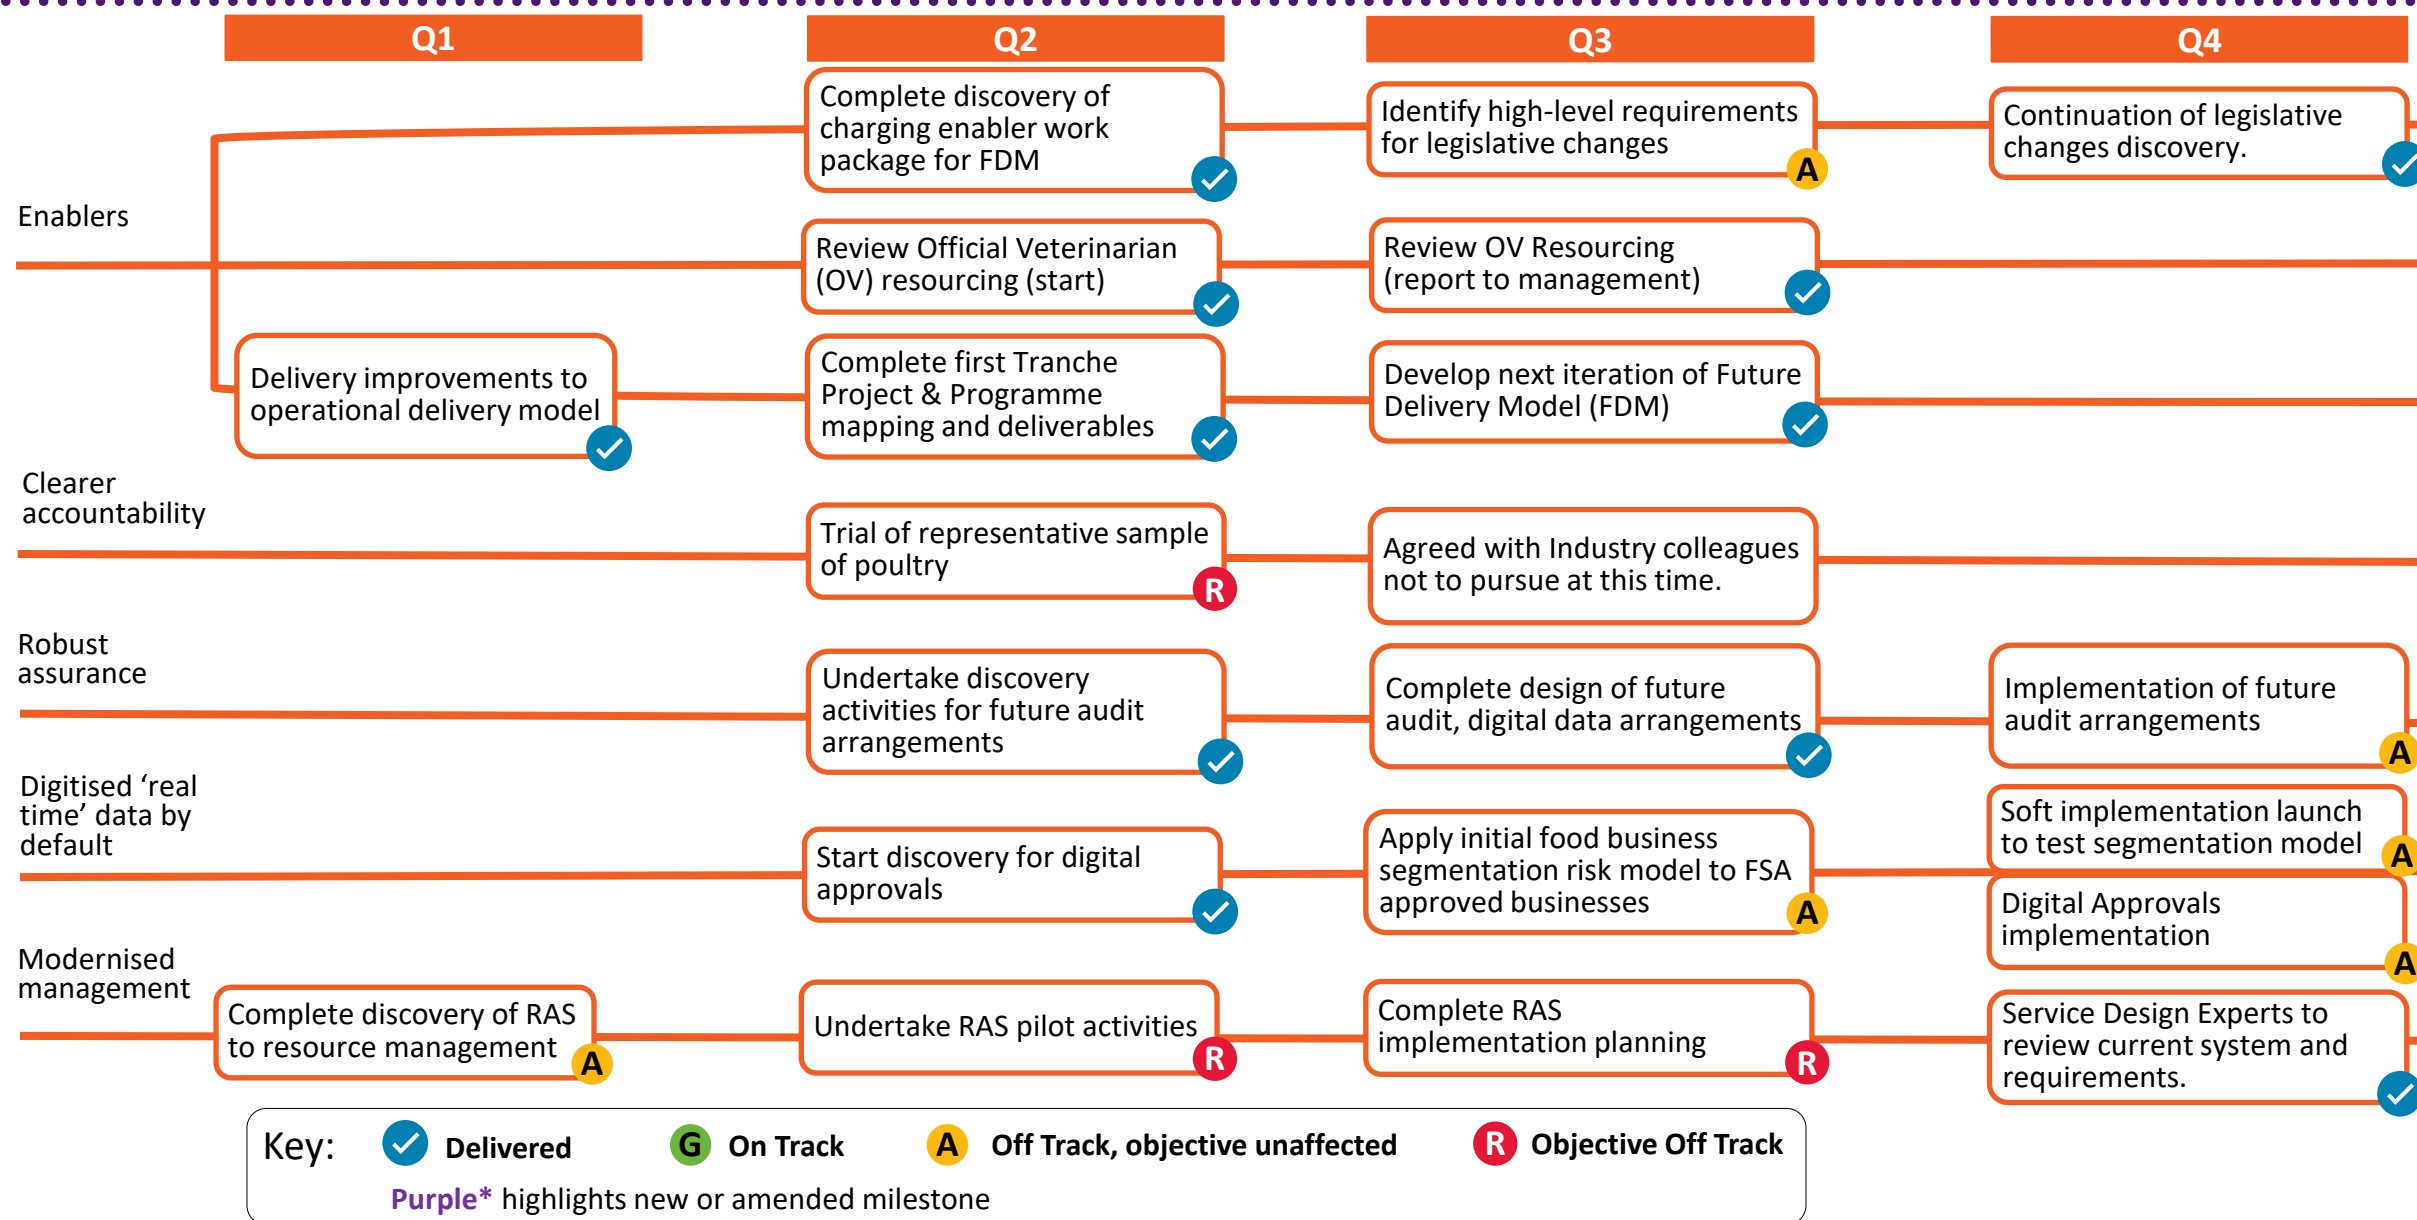 Q1
Q2
Q3
Q4
Enablers
Complete discovery of
charging enabler work
package for FDM
Identify high-level requirements
for legislative changes
A
Continuation of legislative
changes discovery.
Review Official Veterinarian
(OV) resourcing (start)
Review OV Resourcing
(report to management)
Delivery improvements to
operational delivery model
Complete first Tranche
Project & Programme
mapping and deliverables
Develop next iteration of Future
Delivery Model (FDM)
Clearer
accountability
Trial of representative sample
of poultry
R
Agreed with Industry colleagues
not to pursue at this time.
Robust
assurance
Undertake discovery
activities for future audit
arrangements
Complete design of future
audit, digital data arrangements
Implementation of future
audit arrangements
A
Digitised ‘real
time’ data by
default
Start discovery for digital
approvals
Apply initial food business
segmentation risk model to FSA
approved businesses
A
Soft implementation launch
to test segmentation model
A
Digital Approvals
implementation
A
Modernised
management
Complete discovery of RAS
to resource management
A
Undertake RAS pilot activities
R
Complete RAS
implementation planning
R
Service Design Experts to
review current system and
requirements.
Key:
Delivered
G On Track
A Off Track, objective unaffected
R Objective Off Track
Purple* highlights new or amended milestone